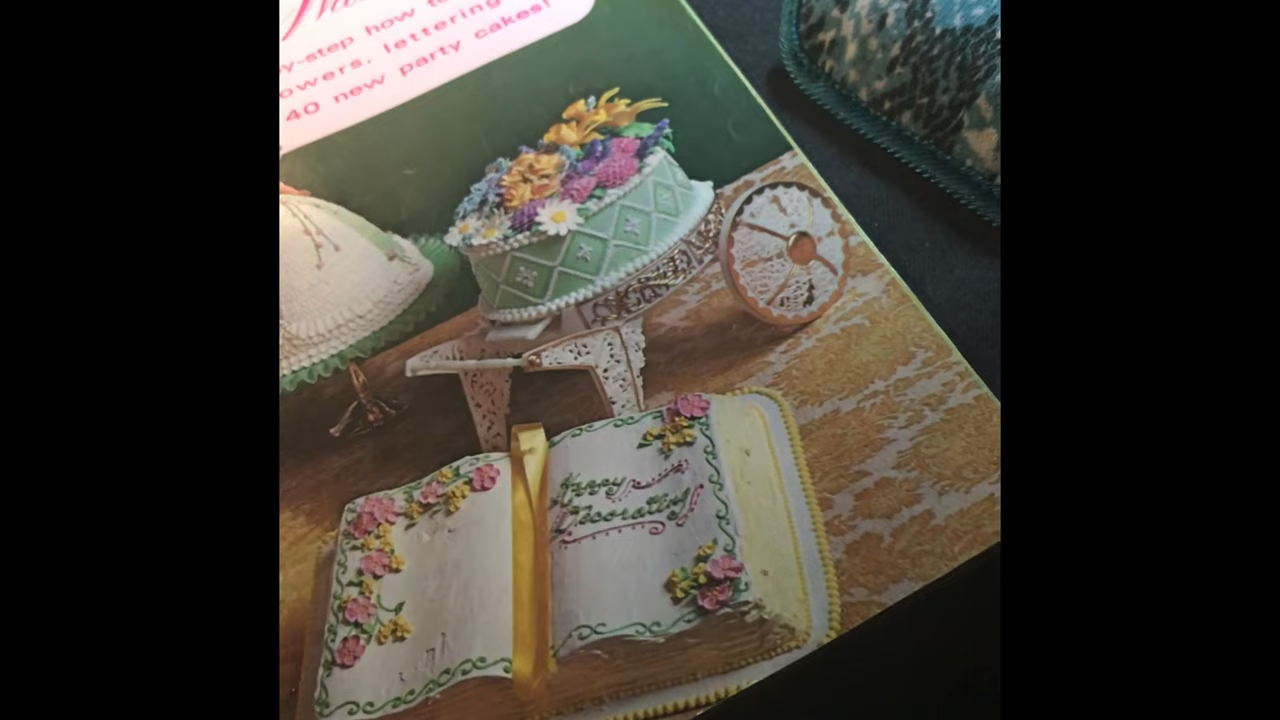 y-step how to
owers, lettering
40 new party cakes!
Happy
Decorating